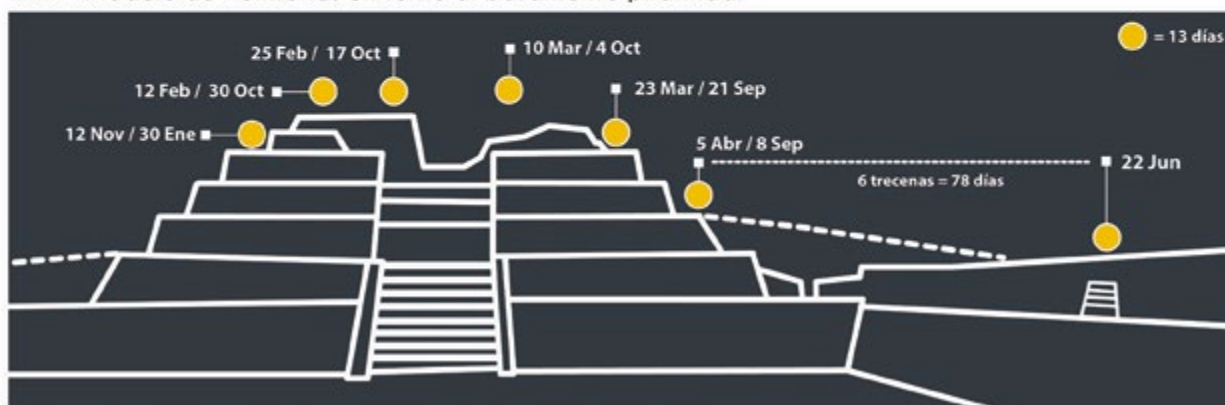 = 13 días
25 Feb / 17 Oct
10 Mar / 4 Oct
12 Feb / 30 Oct
23 Mar / 21 Sep
12 Nov / 30 Ene
5 Abr / 8 Sep
22 Jun
6 trecenas = 78 días